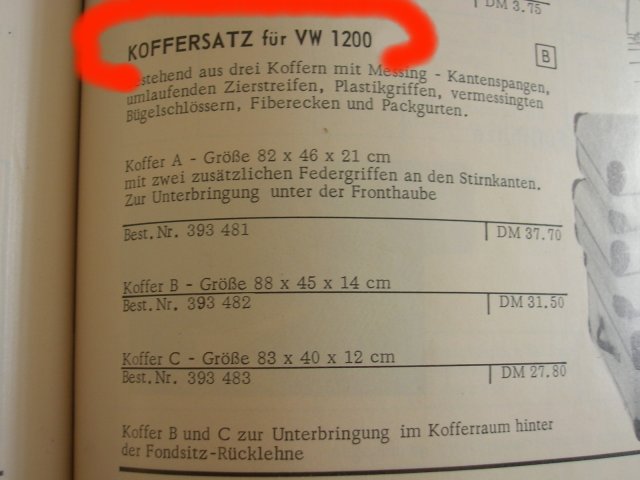 DM 3.75
KOFFERSATZ für VW 1200
B
stehend aus drei Koffern mit Messing - Kantenspangen,
umlaufenden Zierstreifen, Plastikgriffen, vermessingten
Bügelschlössern, Fiberecken und Packgurten.
Koffer A - Größe 82 x 46 x 21 cm
mit zwei zusätzlichen Federgriffen an den Stirnkanten.
Zur Unterbringung unter der Fronthaube
Best. Nr. 393 481 DM 37.70
Koffer B - Größe 88 x 45 x 14 cm
Best. Nr. 393 482 DM 31.50
Koffer C - Größe 83 x 40 x 12 cm
Best. Nr. 393 483 DM 27.80
Koffer B und C zur Unterbringung im Kofferraum hinter
der Fondsitz-Rücklehne